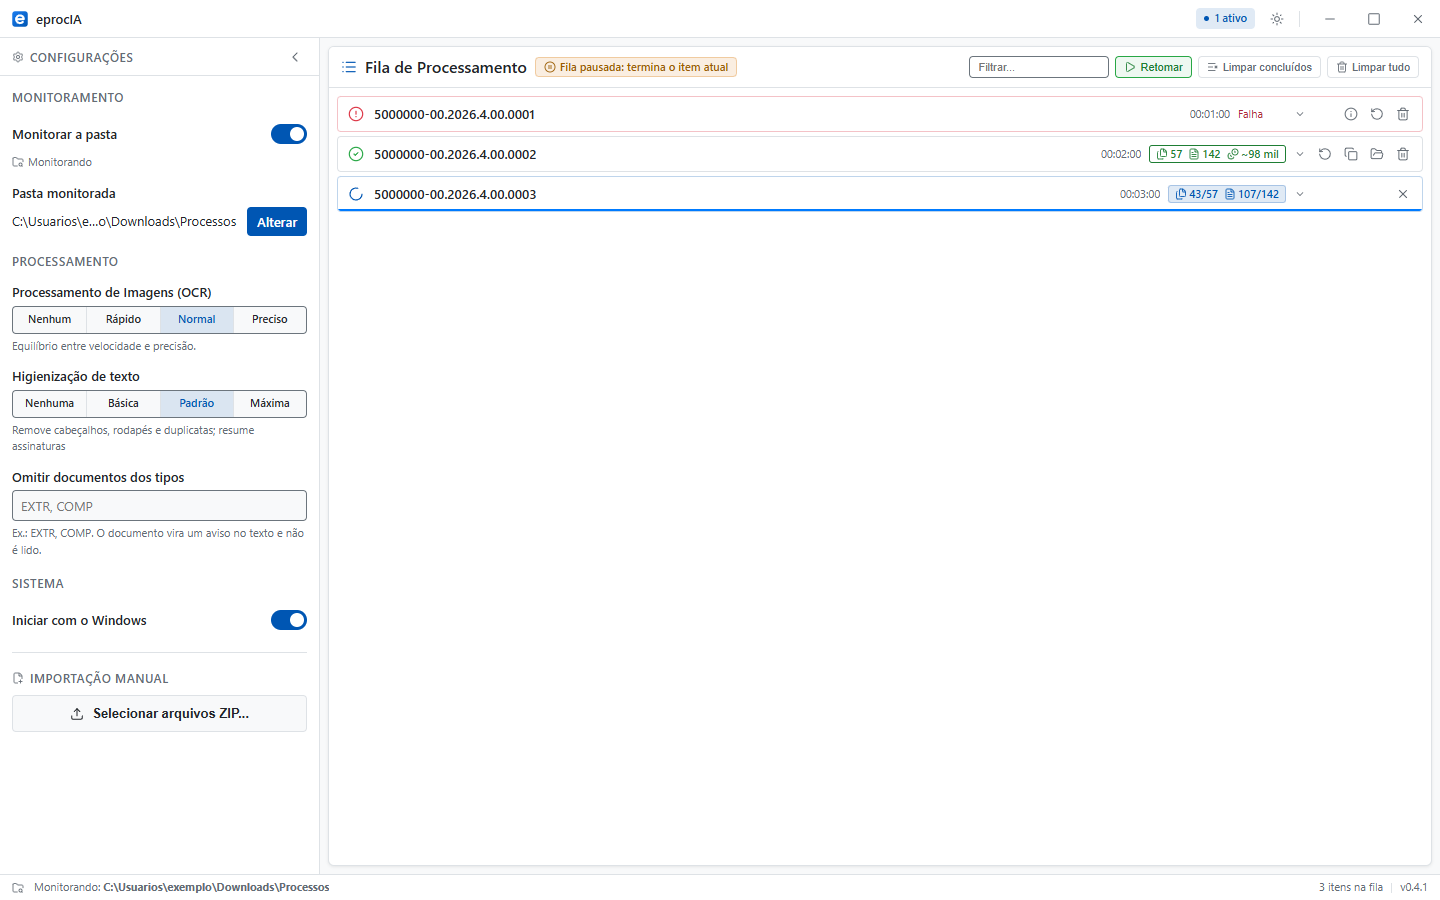 eprocIA
1 ativo
CONFIGURAÇÕES
MONITORAMENTO
Monitorar a pasta
Monitorando
Pasta monitorada
C:\Usuarios\e...o\Downloads\Processos
Alterar
PROCESSAMENTO
Processamento de Imagens (OCR)
Nenhum Rápido Normal Preciso
Equilíbrio entre velocidade e precisão.
Higienização de texto
Nenhuma Básica Padrão Máxima
Remove cabeçalhos, rodapés e duplicatas; resume
assinaturas
Omitir documentos dos tipos
EXTR, COMP
Ex.: EXTR, COMP. O documento vira um aviso no texto e não
é lido.
SISTEMA
Iniciar com o Windows
IMPORTAÇÃO MANUAL
Selecionar arquivos ZIP...
Fila de Processamento
Fila pausada: termina o item atual
Filtrar...
Retomar
Limpar concluídos
Limpar tudo
5000000-00.2026.4.00.0001 00:01:00 Falha
5000000-00.2026.4.00.0002 00:02:00 57 142 ~98 mil
5000000-00.2026.4.00.0003 00:03:00 43/57 107/142
Monitorando: C:\Usuarios\exemplo\Downloads\Processos
3 itens na fila
v0.4.1